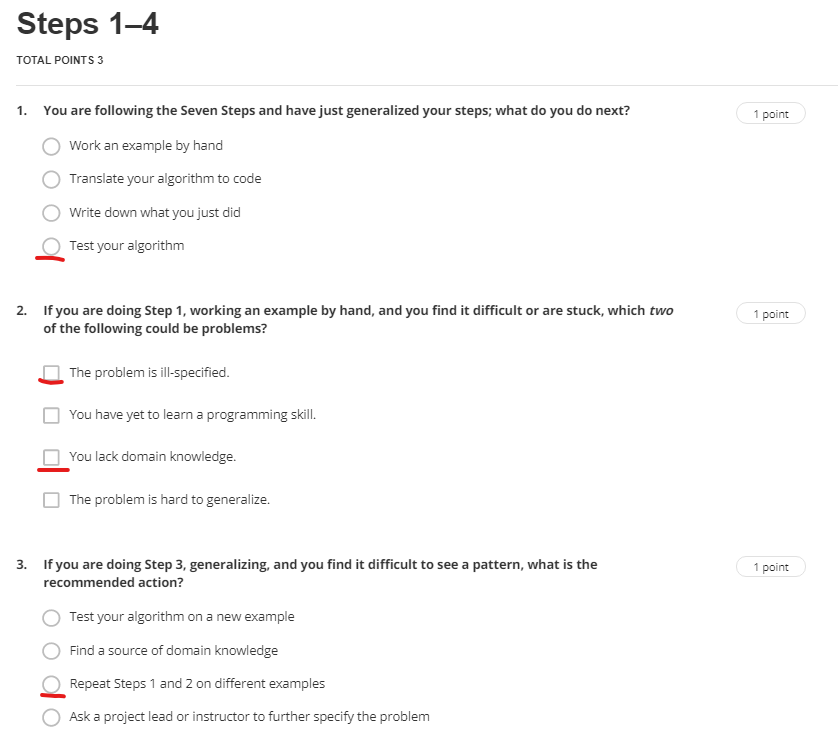 Steps 1–4
TOTAL POINTS 3
1. You are following the Seven Steps and have just generalized your steps; what do you do next?
1 point
Work an example by hand
Translate your algorithm to code
Write down what you just did
Test your algorithm
2. If you are doing Step 1, working an example by hand, and you find it difficult or are stuck, which two
of the following could be problems?
1 point
The problem is ill-specified.
You have yet to learn a programming skill.
You lack domain knowledge.
The problem is hard to generalize.
3. If you are doing Step 3, generalizing, and you find it difficult to see a pattern, what is the
recommended action?
1 point
Test your algorithm on a new example
Find a source of domain knowledge
Repeat Steps 1 and 2 on different examples
Ask a project lead or instructor to further specify the problem